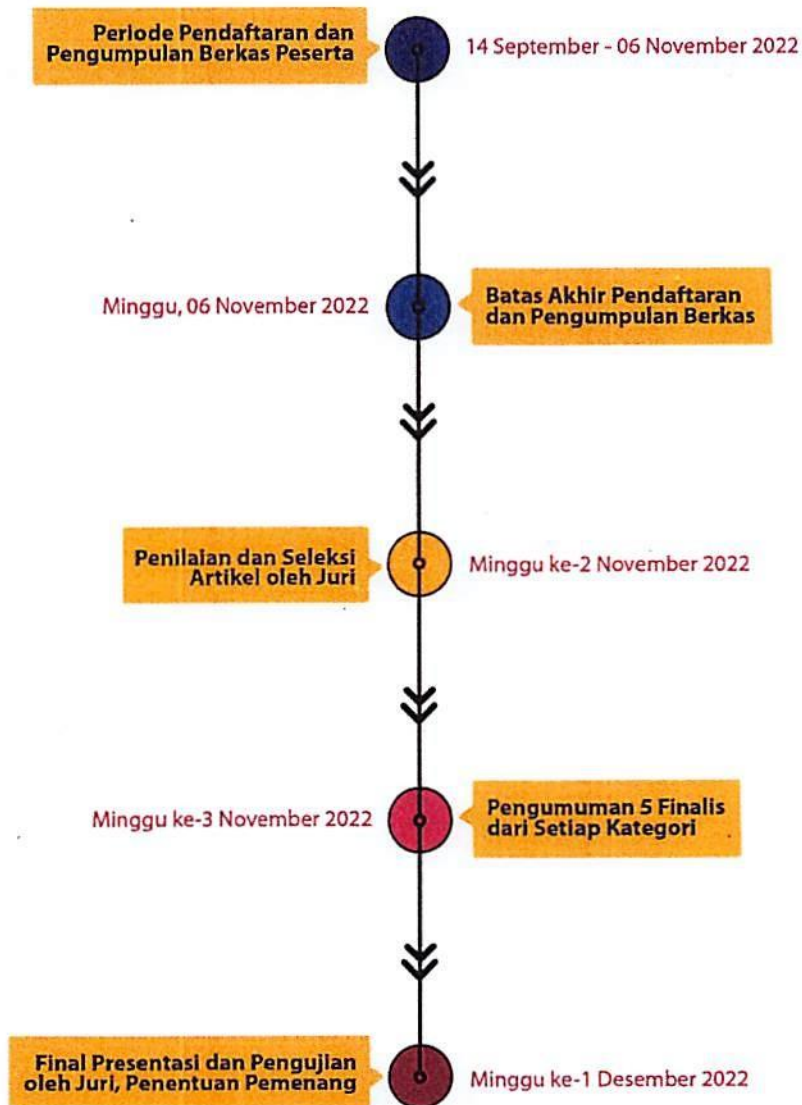 Periode Pendaftaran dan
Pengumpulan Berkas Peserta
14 September - 06 November 2022
Minggu, 06 November 2022
Batas Akhir Pendaftaran
dan Pengumpulan Berkas
Penilaian dan Seleksi
Artikel oleh Juri
Minggu ke-2 November 2022
Minggu ke-3 November 2022
Pengumuman 5 Finalis
dari Setiap Kategori
Final Presentasi dan Pengujian
oleh Juri, Penentuan Pemenang
Minggu ke-1 Desember 2022